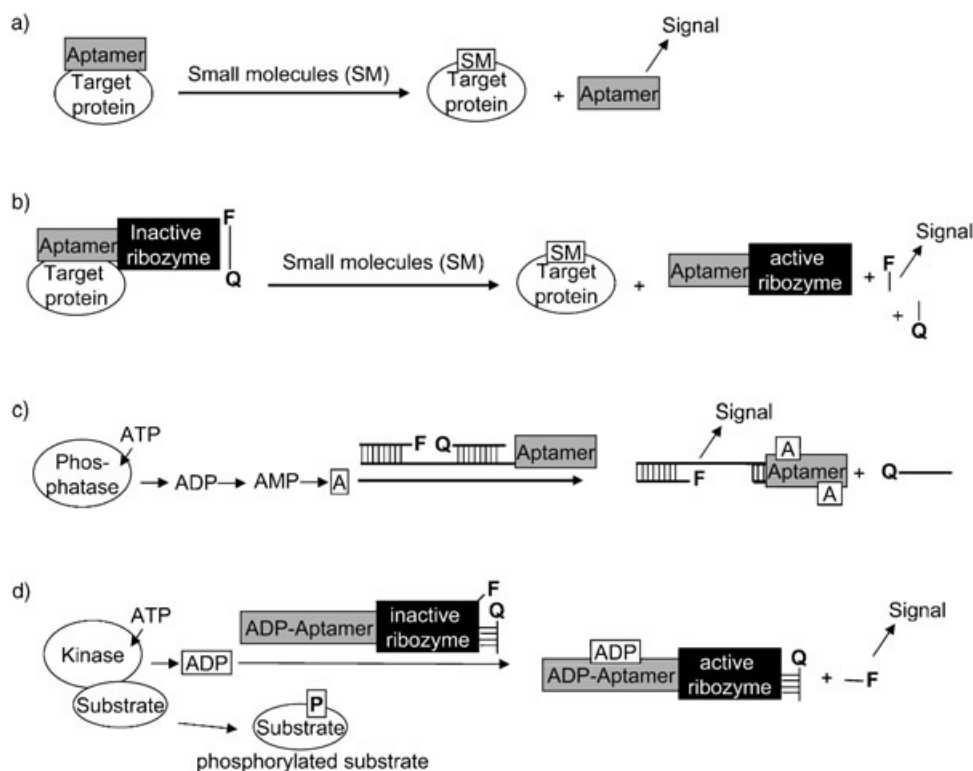 a)
Aptamer
Target
protein
Small molecules (SM)
SM
Target
protein
+
Aptamer
Signal
b)
Aptamer
Inactive
ribozyme
F
Q
Target
protein
Small molecules (SM)
SM
Target
protein
+
Aptamer
active
ribozyme
+
F
Signal
+
Q
c)
ATP
Phos-
phatase
ADP
AMP
A
F Q
Aptamer
Signal
F
A
Aptamer
A
+
Q
d)
ATP
Kinase
Substrate
ADP
ADP-Aptamer
inactive
ribozyme
F
Q
P
Substrate
phosphorylated substrate
ADP
ADP-Aptamer
active
ribozyme
Q
+
F
Signal